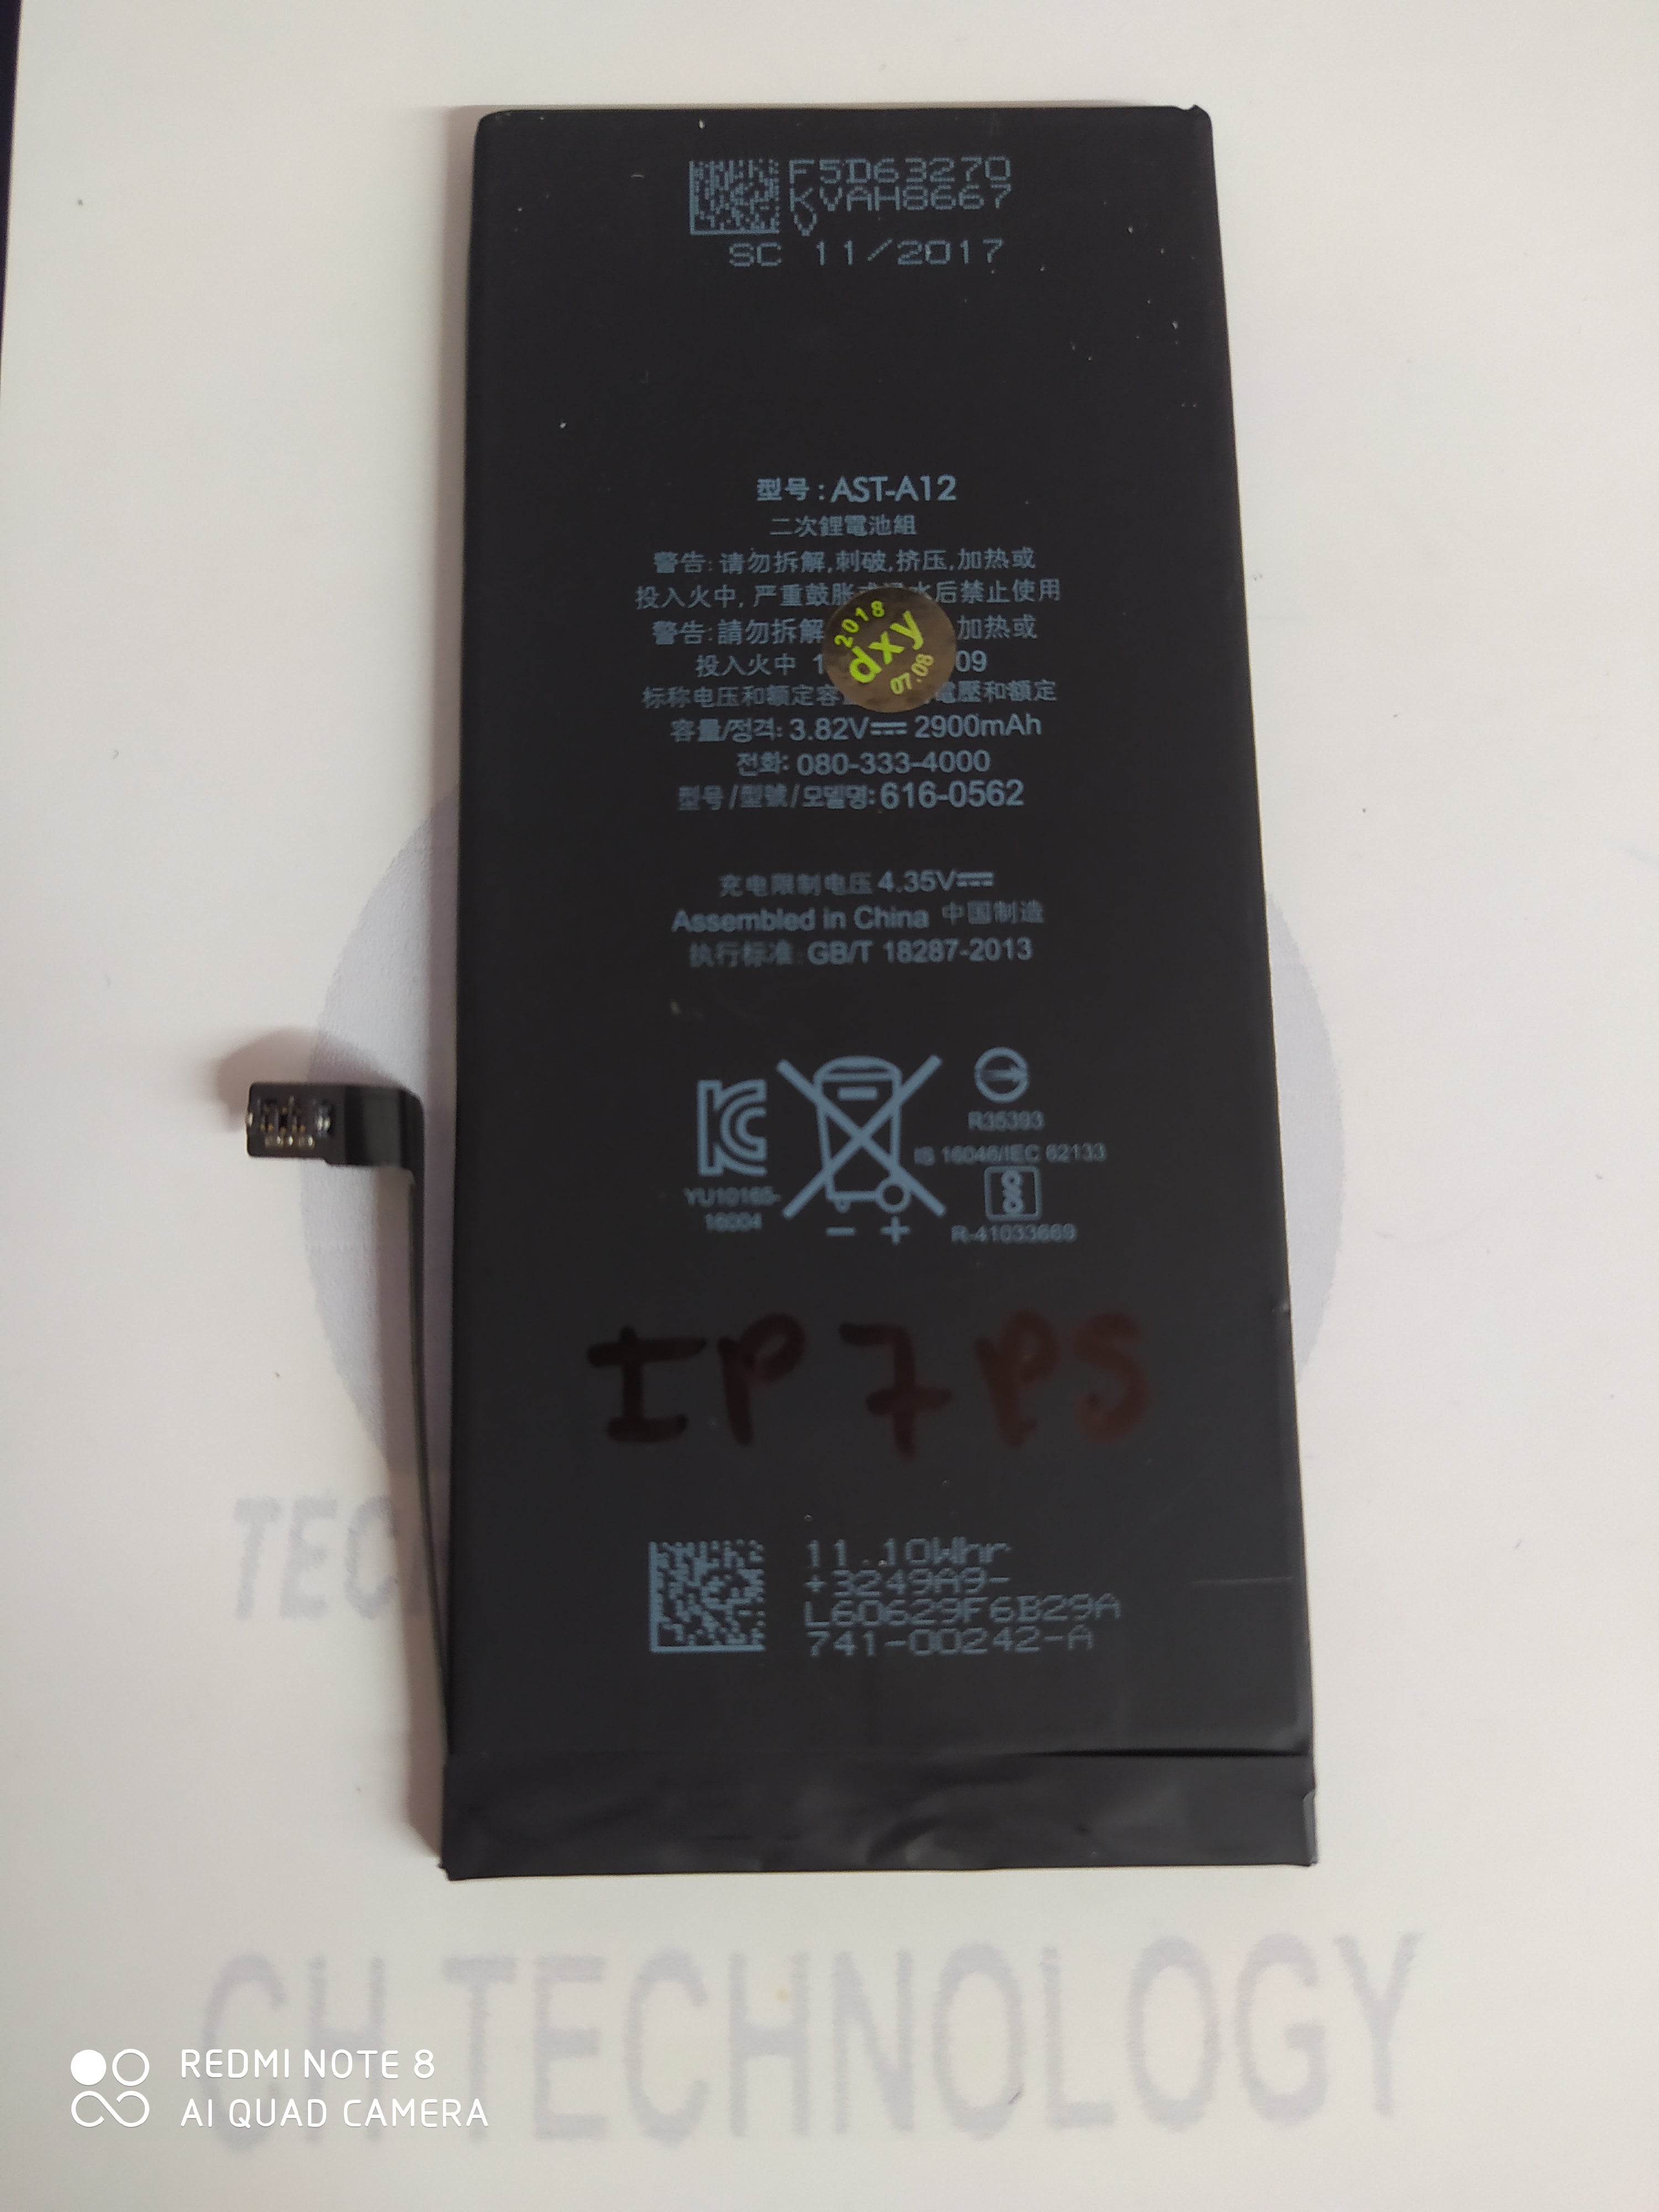 F5D63270
KVAH8667
V
SC 11/2017
型号:AST-A12
二次鋰電池組
警告:请勿拆解,刺破,挤压,加热或
投入火中,严重鼓胀 水后禁止使用
警告:請勿拆解 加热或
投入火中 1 09
2018
dxy
07.08
标称电压和额定容 電壓和額定
容量/정격: 3.82V 2900mAh
전화: 080-333-4000
型号/型號/모델명:616-0562
充电限制电压 4.35V
Assembled in China 中国制造
执行标准: GB/T 18287-2013
R35393
IS 16046/IEC 62133
YU10165-
16004
R-41033669
- +
IP7PS
11.10Whr
+3249A9-
L60629F6B29A
741-00242-A
TEC
CH TECHNOLOGY
REDMI NOTE 8
AI QUAD CAMERA